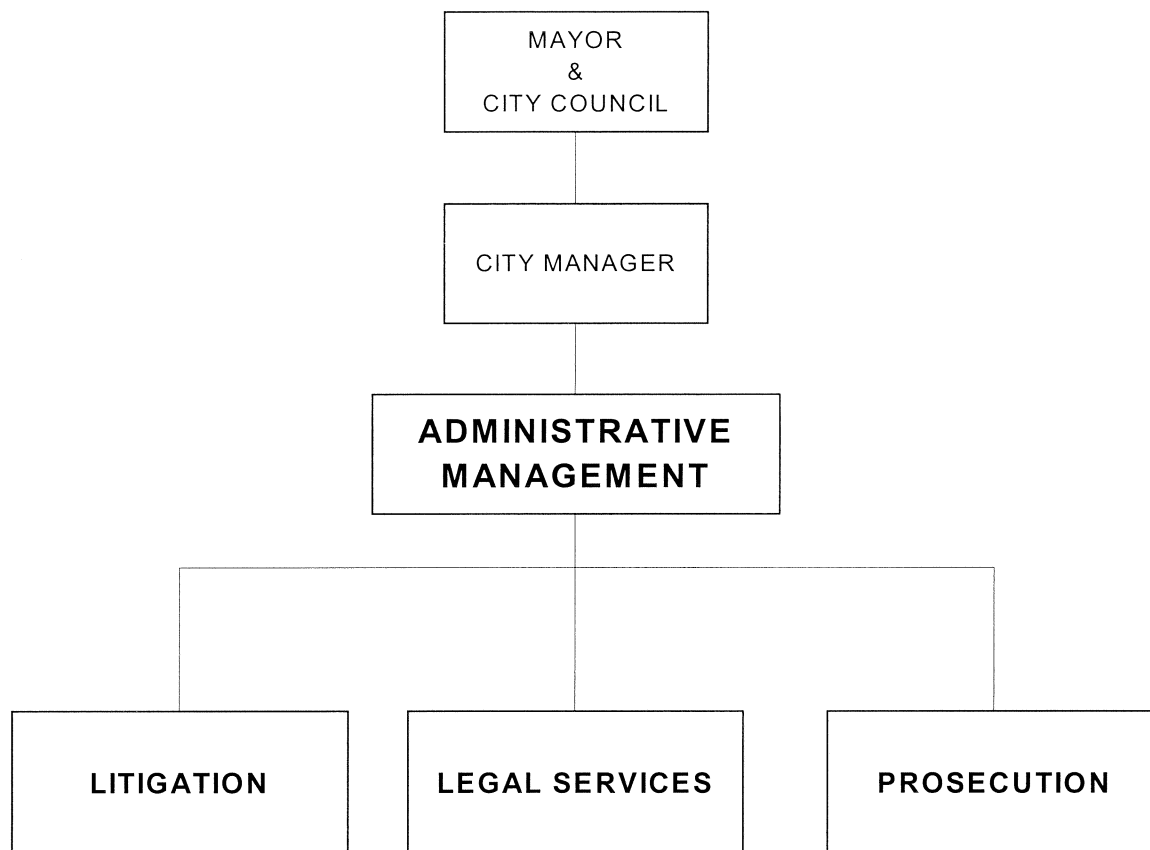 MAYOR
&
CITY COUNCIL
CITY MANAGER
ADMINISTRATIVE
MANAGEMENT
LITIGATION
LEGAL SERVICES
PROSECUTION